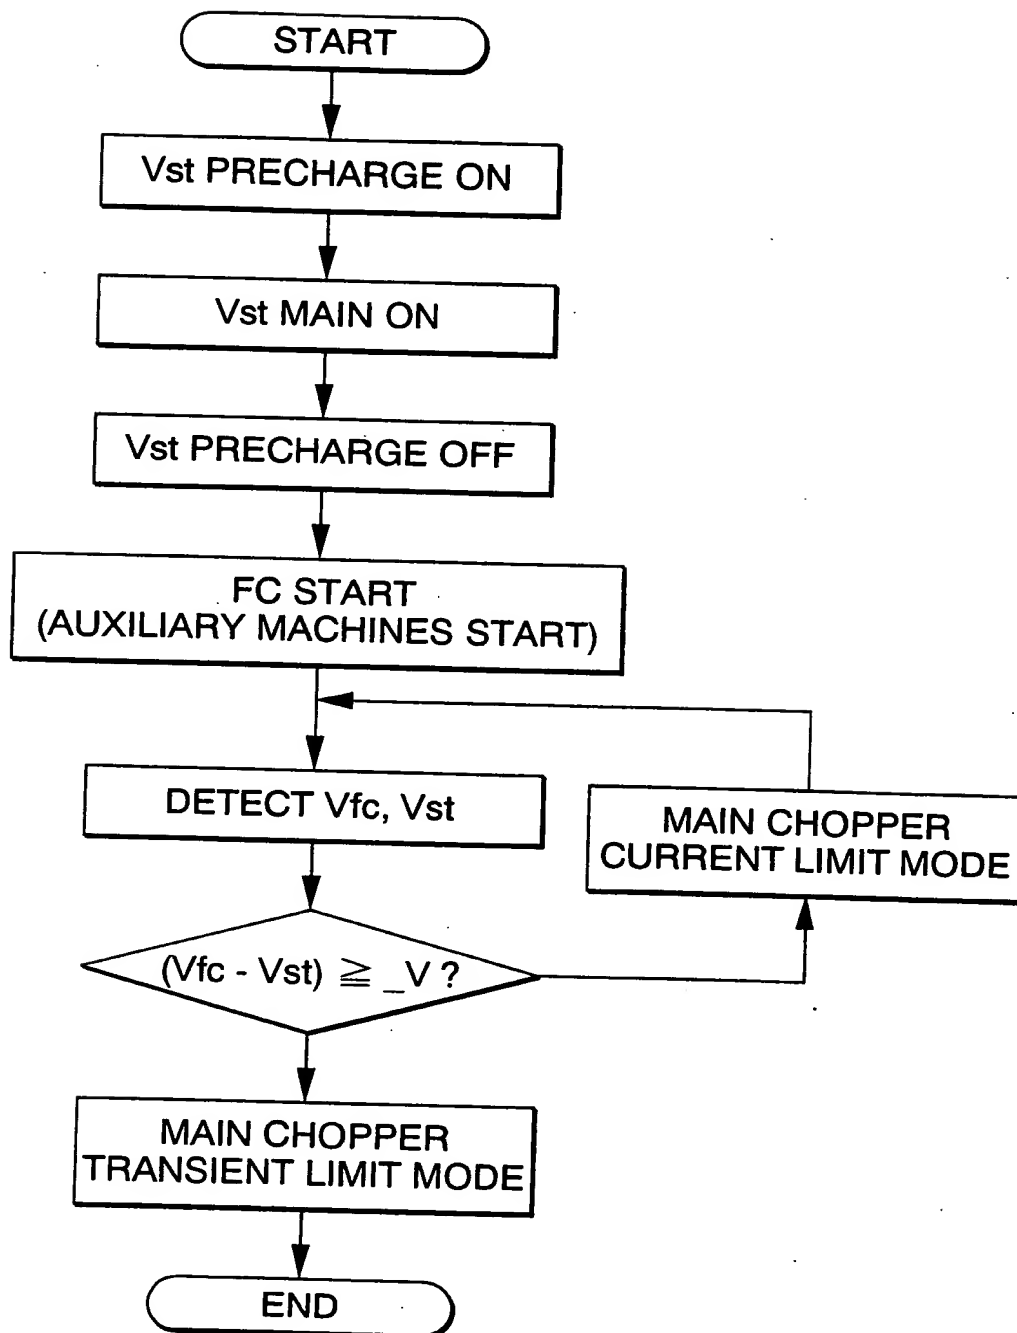 START
Vst PRECHARGE ON
Vst MAIN ON
Vst PRECHARGE OFF
FC START
(AUXILIARY MACHINES START)
DETECT Vfc, Vst
MAIN CHOPPER
CURRENT LIMIT MODE
(Vfc - Vst) ≧ _V ?
MAIN CHOPPER
TRANSIENT LIMIT MODE
END